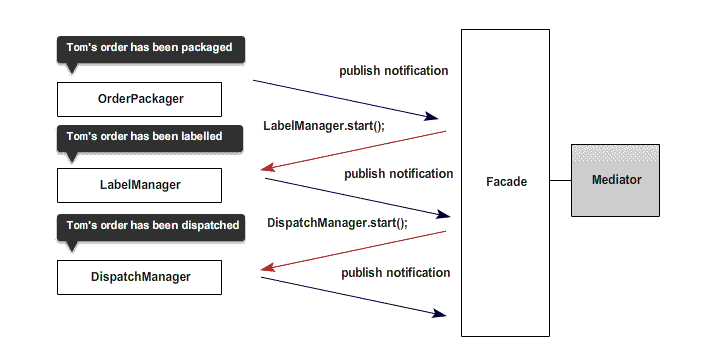 Tom's order has been packaged
publish notification
OrderPackager
LabelManager.start();
Tom's order has been labelled
publish notification
LabelManager
Facade
Mediator
DispatchManager.start();
Tom's order has been dispatched
publish notification
DispatchManager